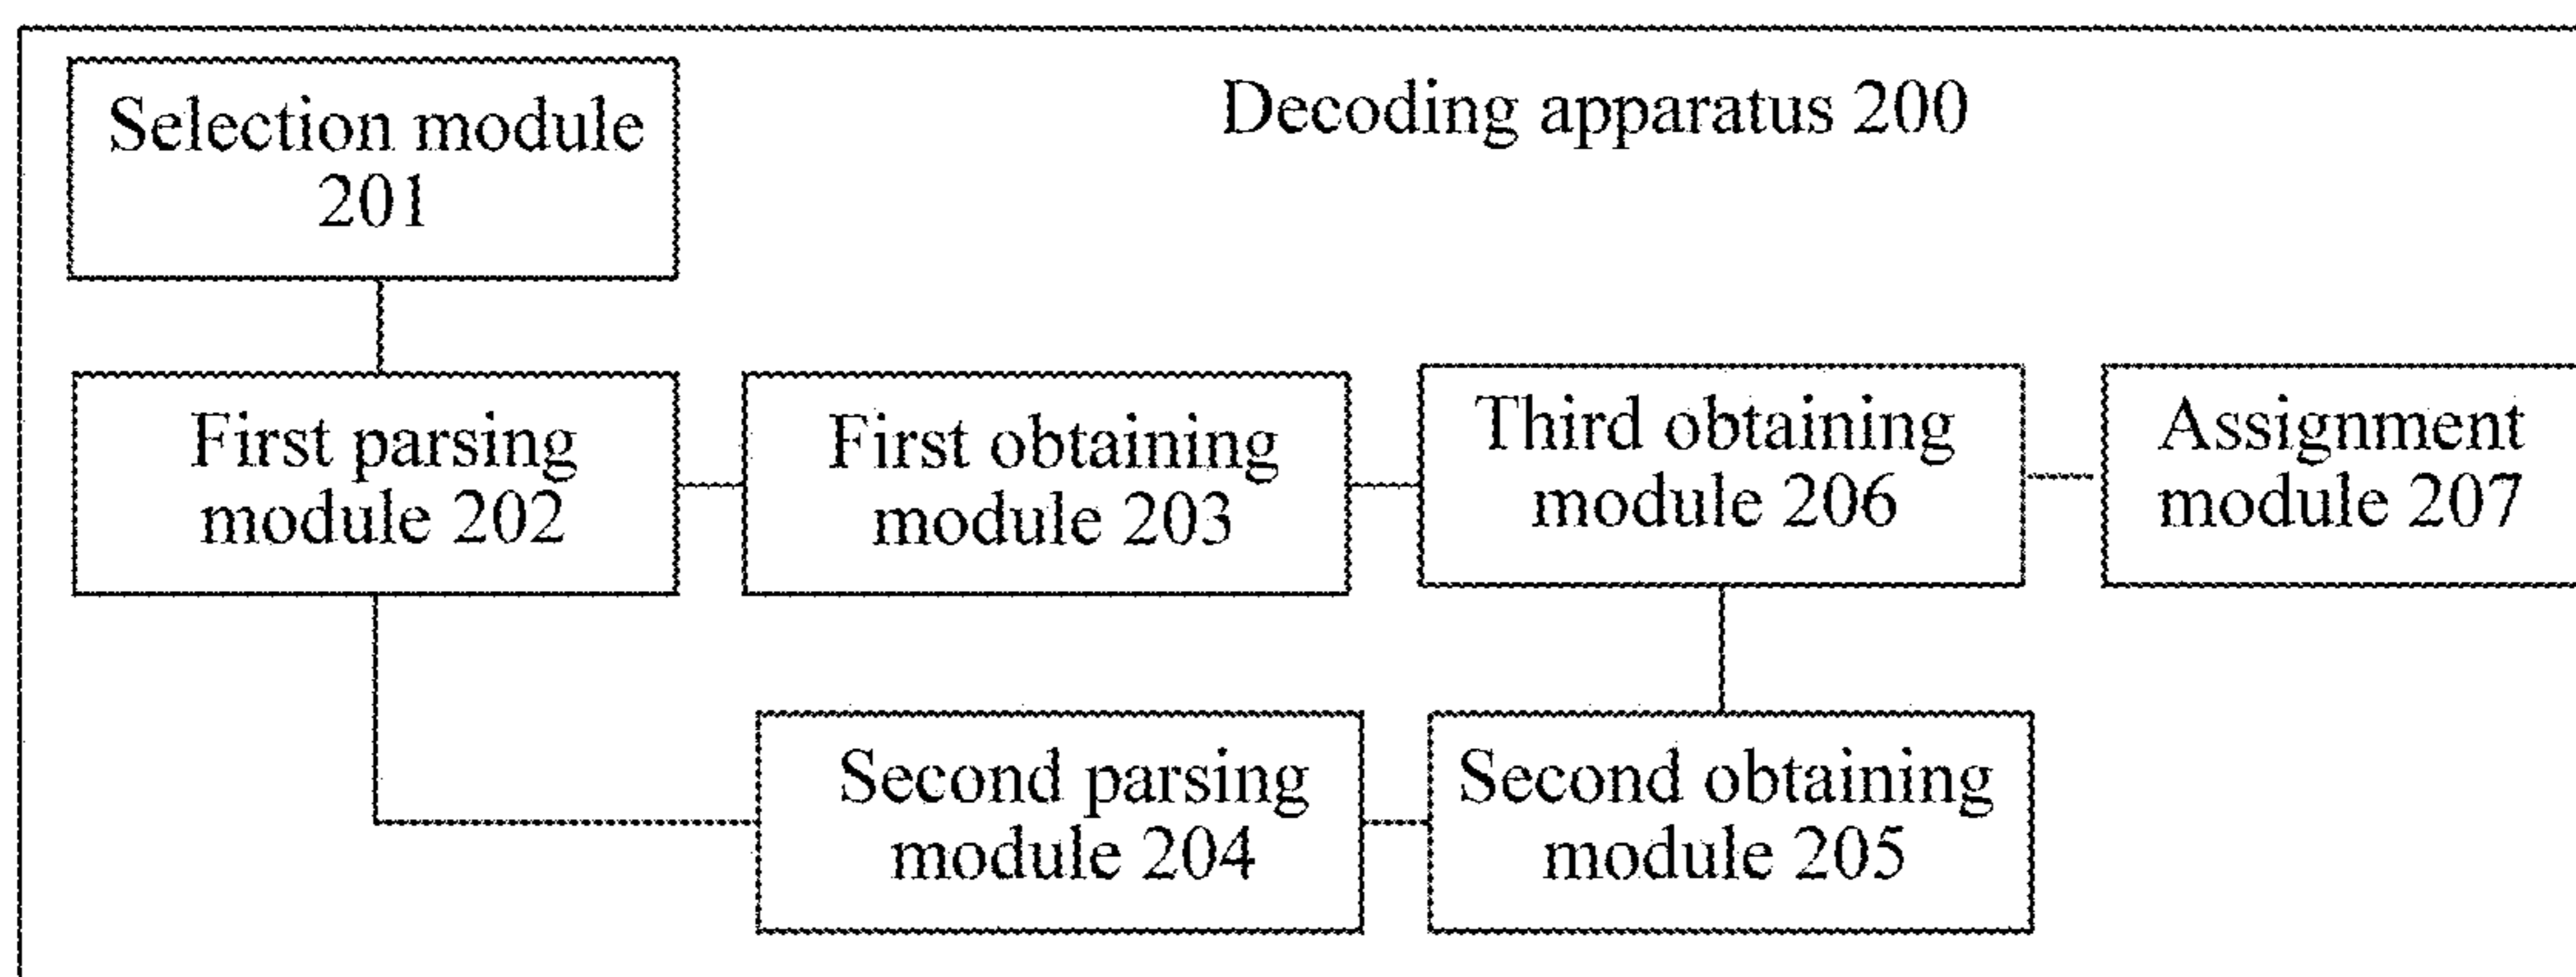 Decoding apparatus 200
Selection module
201
First parsing
module 202
First obtaining
module 203
Third obtaining
module 206
Assignment
module 207
Second parsing
module 204
Second obtaining
module 205